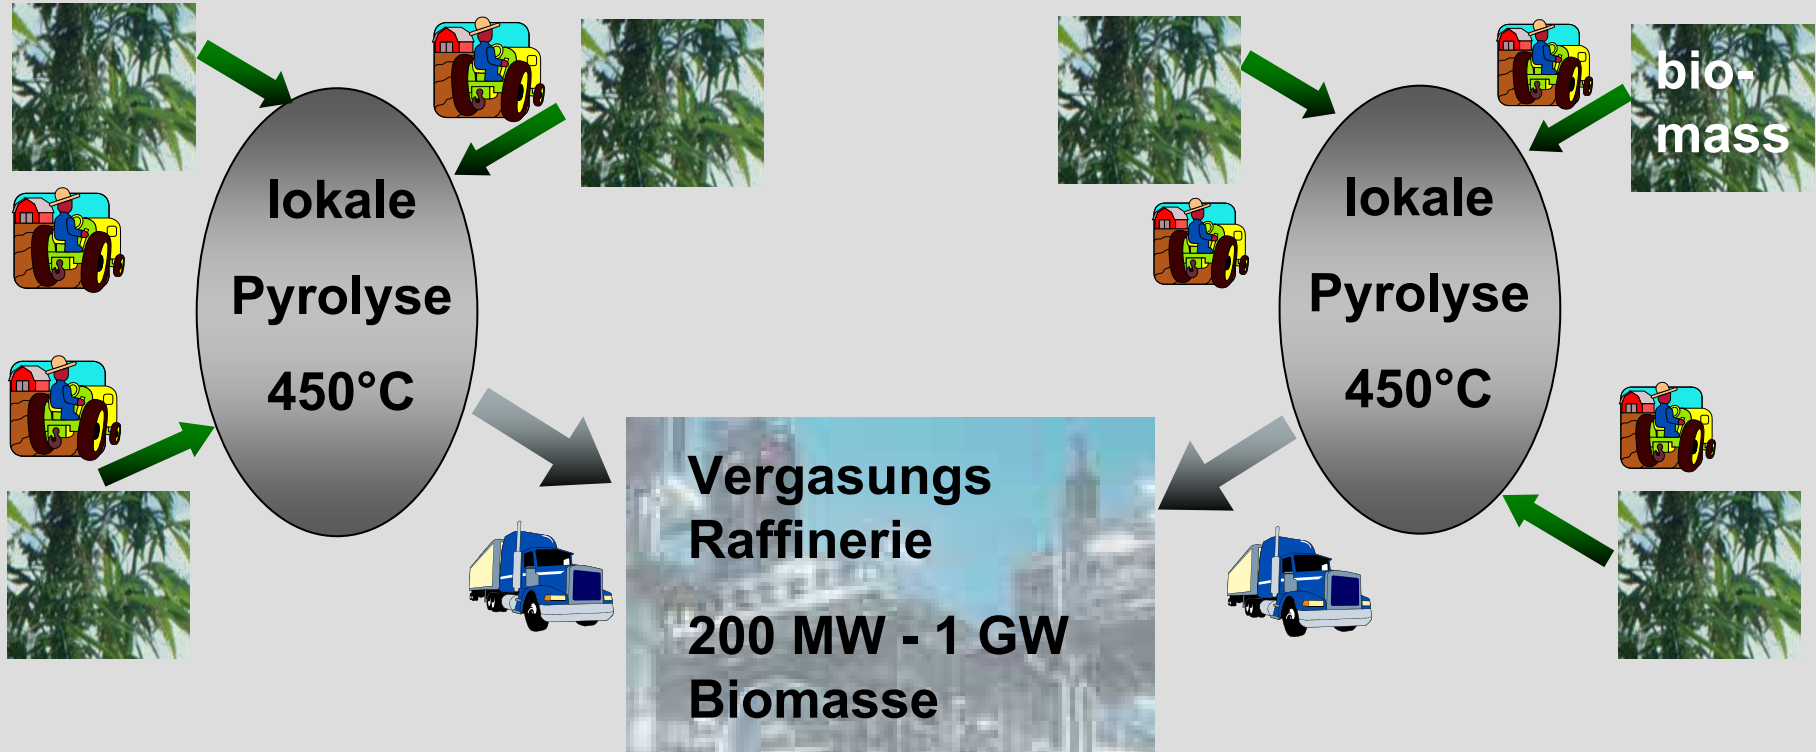 lokale
Pyrolyse
450°C
lokale
Pyrolyse
450°C
bio-
mass
Vergasungs
Raffinerie
200 MW - 1 GW
Biomasse